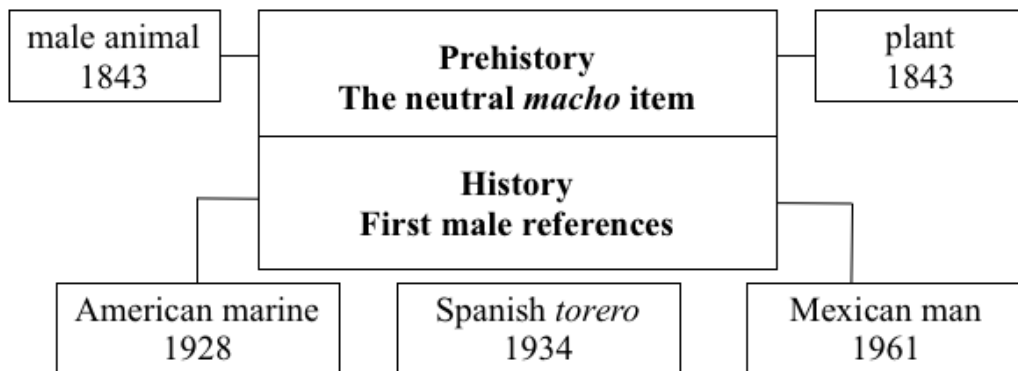 male animal
1843
Prehistory
The neutral macho item
plant
1843
History
First male references
American marine
1928
Spanish torero
1934
Mexican man
1961